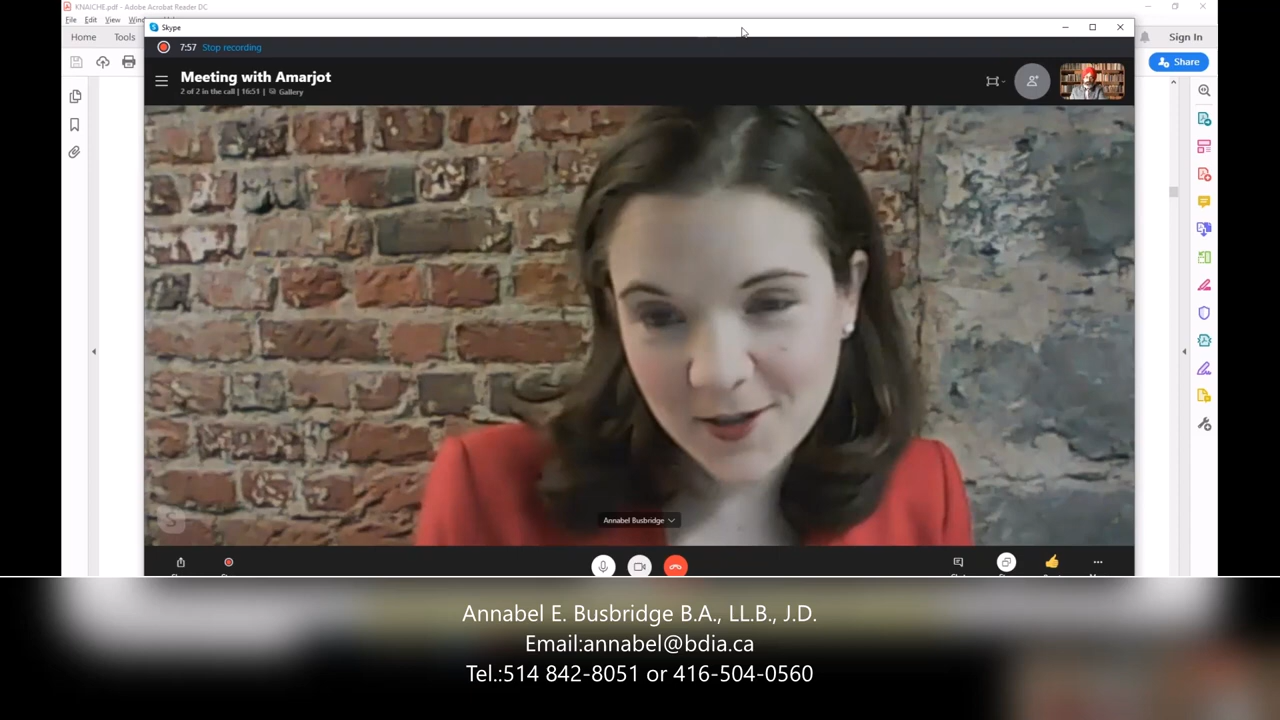 KNAICHE.pdf - Adobe Acrobat Reader DC
File Edit View
Home Tools
Sign In
Share
Skype
7:57 Stop recording
Meeting with Amarjot
2 of 2 in the call | 16:51 | Gallery
S
Annabel Busbridge
Annabel E. Busbridge B.A., LL.B., J.D.
Email:annabel@bdia.ca
Tel.:514 842-8051 or 416-504-0560